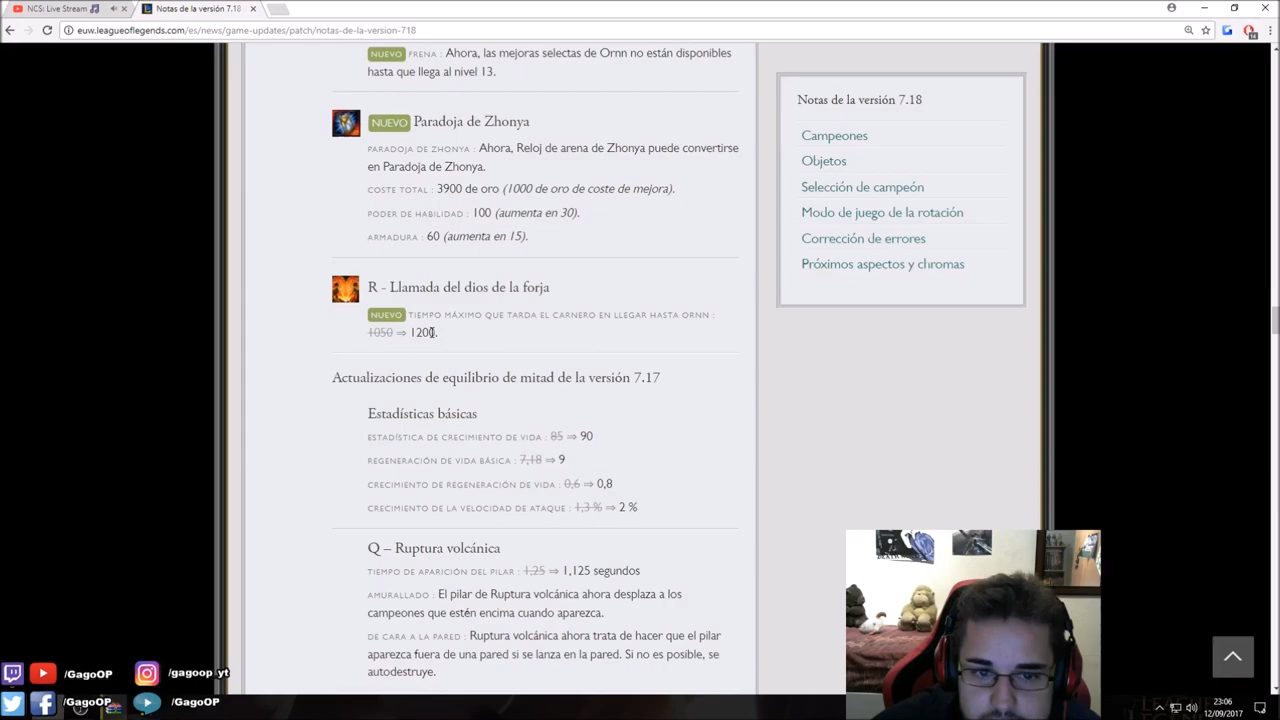 NCS: Live Stream
Notas de la versión 7.18
euw.leagueoflegends.com/es/news/game-updates/patch/notas-de-la-version-718
NUEVO FRENA : Ahora, las mejoras selectas de Ornn no están disponibles
hasta que llega al nivel 13.
NUEVO Paradoja de Zhonya
PARADOJA DE ZHONYA : Ahora, Reloj de arena de Zhonya puede convertirse
en Paradoja de Zhonya.
COSTE TOTAL : 3900 de oro (1000 de oro de coste de mejora).
PODER DE HABILIDAD : 100 (aumenta en 30).
ARMADURA : 60 (aumenta en 15).
R - Llamada del dios de la forja
NUEVO TIEMPO MÁXIMO QUE TARDA EL CARNERO EN LLEGAR HASTA ORNN :
1050 ⇒ 1200.
Actualizaciones de equilibrio de mitad de la versión 7.17
Estadísticas básicas
ESTADÍSTICA DE CRECIMIENTO DE VIDA : 85 ⇒ 90
REGENERACIÓN DE VIDA BÁSICA : 7,18 ⇒ 9
CRECIMIENTO DE REGENERACIÓN DE VIDA : 0,6 ⇒ 0,8
CRECIMIENTO DE LA VELOCIDAD DE ATAQUE : 1,3 % ⇒ 2 %
Q – Ruptura volcánica
TIEMPO DE APARICIÓN DEL PILAR : 1,25 ⇒ 1,125 segundos
AMURALLADO : El pilar de Ruptura volcánica ahora desplaza a los
campeones que estén encima cuando aparezca.
DE CARA A LA PARED : Ruptura volcánica ahora trata de hacer que el pilar
aparezca fuera de una pared si se lanza en la pared. Si no es posible, se
autodestruye.
Notas de la versión 7.18
Campeones
Objetos
Selección de campeón
Modo de juego de la rotación
Corrección de errores
Próximos aspectos y chromas
/GagoOP
/gagoop_yt
/GagoOP
/GagoOP
23:06
12/09/2017